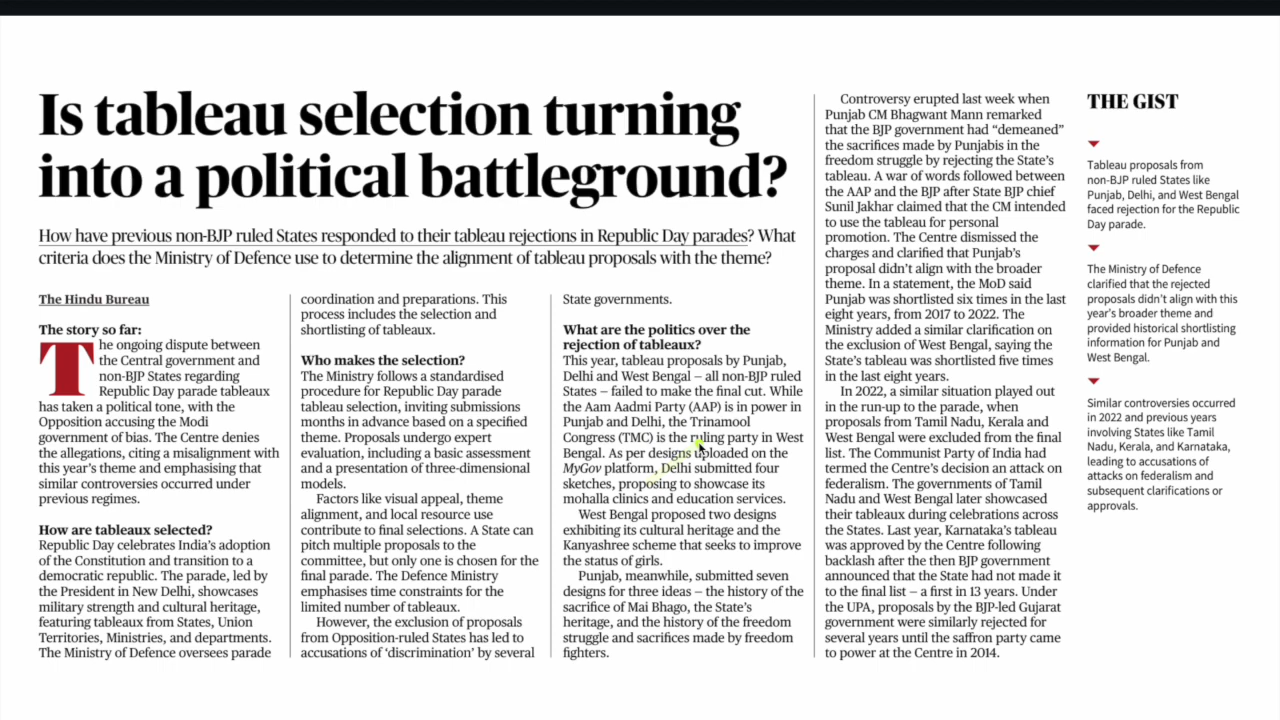 Is tableau selection turning
into a political battleground?
How have previous non-BJP ruled States responded to their tableau rejections in Republic Day parades? What
criteria does the Ministry of Defence use to determine the alignment of tableau proposals with the theme?
The Hindu Bureau
The story so far:
The ongoing dispute between
the Central government and
non-BJP States regarding
Republic Day parade tableaux
has taken a political tone, with the
Opposition accusing the Modi
government of bias. The Centre denies
the allegations, citing a misalignment with
this year’s theme and emphasising that
similar controversies occurred under
previous regimes.
How are tableaux selected?
Republic Day celebrates India’s adoption
of the Constitution and transition to a
democratic republic. The parade, led by
the President in New Delhi, showcases
military strength and cultural heritage,
featuring tableaux from States, Union
Territories, Ministries, and departments.
The Ministry of Defence oversees parade
coordination and preparations. This
process includes the selection and
shortlisting of tableaux.
Who makes the selection?
The Ministry follows a standardised
procedure for Republic Day parade
tableau selection, inviting submissions
months in advance based on a specified
theme. Proposals undergo expert
evaluation, including a basic assessment
and a presentation of three-dimensional
models.
Factors like visual appeal, theme
alignment, and local resource use
contribute to final selections. A State can
pitch multiple proposals to the
committee, but only one is chosen for the
final parade. The Defence Ministry
emphasises time constraints for the
limited number of tableaux.
However, the exclusion of proposals
from Opposition-ruled States has led to
accusations of ‘discrimination’ by several
State governments.
What are the politics over the
rejection of tableaux?
This year, tableau proposals by Punjab,
Delhi and West Bengal – all non-BJP ruled
States – failed to make the final cut. While
the Aam Aadmi Party (AAP) is in power in
Punjab and Delhi, the Trinamool
Congress (TMC) is the ruling party in West
Bengal. As per designs uploaded on the
MyGov platform, Delhi submitted four
sketches, proposing to showcase its
mohalla clinics and education services.
West Bengal proposed two designs
exhibiting its cultural heritage and the
Kanyashree scheme that seeks to improve
the status of girls.
Punjab, meanwhile, submitted seven
designs for three ideas – the history of the
sacrifice of Mai Bhago, the State’s
heritage, and the history of the freedom
struggle and sacrifices made by freedom
fighters.
Controversy erupted last week when
Punjab CM Bhagwant Mann remarked
that the BJP government had “demeaned”
the sacrifices made by Punjabis in the
freedom struggle by rejecting the State’s
tableau. A war of words followed between
the AAP and the BJP after State BJP chief
Sunil Jakhar claimed that the CM intended
to use the tableau for personal
promotion. The Centre dismissed the
charges and clarified that Punjab’s
proposal didn’t align with the broader
theme. In a statement, the MoD said
Punjab was shortlisted six times in the last
eight years, from 2017 to 2022. The
Ministry added a similar clarification on
the exclusion of West Bengal, saying the
State’s tableau was shortlisted five times
in the last eight years.
In 2022, a similar situation played out
in the run-up to the parade, when
proposals from Tamil Nadu, Kerala and
West Bengal were excluded from the final
list. The Communist Party of India had
termed the Centre’s decision an attack on
federalism. The governments of Tamil
Nadu and West Bengal later showcased
their tableaux during celebrations across
the States. Last year, Karnataka’s tableau
was approved by the Centre following
backlash after the then BJP government
announced that the State had not made it
to the final list – a first in 13 years. Under
the UPA, proposals by the BJP-led Gujarat
government were similarly rejected for
several years until the saffron party came
to power at the Centre in 2014.
THE GIST
Tableau proposals from
non-BJP ruled States like
Punjab, Delhi, and West Bengal
faced rejection for the Republic
Day parade.
The Ministry of Defence
clarified that the rejected
proposals didn’t align with this
year’s broader theme and
provided historical shortlisting
information for Punjab and
West Bengal.
Similar controversies occurred
in 2022 and previous years
involving States like Tamil
Nadu, Kerala, and Karnataka,
leading to accusations of
attacks on federalism and
subsequent clarifications or
approvals.